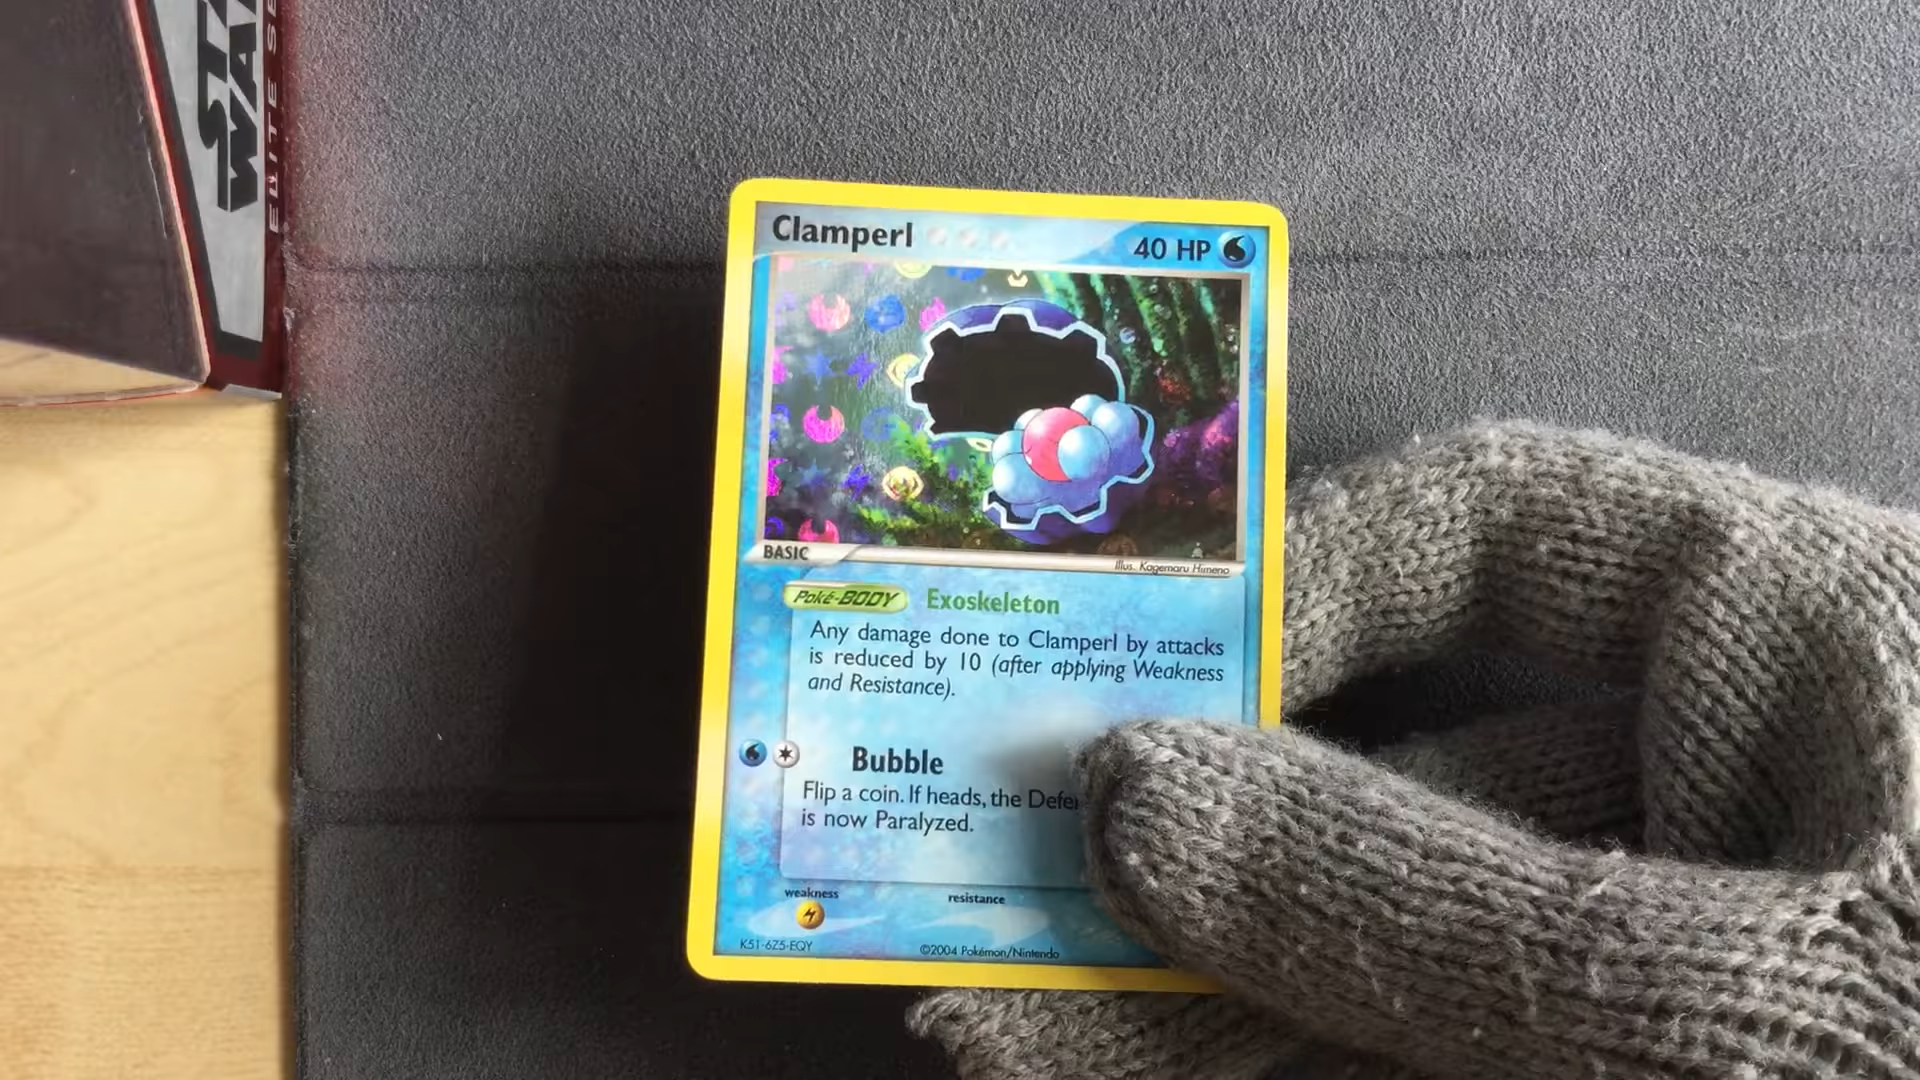 WAR
ELITE SE
Clamperl
40 HP
BASIC
Illus. Kagemaru Himeno
Poké-BODY Exoskeleton
Any damage done to Clamperl by attacks
is reduced by 10 (after applying Weakness
and Resistance).
Bubble
Flip a coin. If heads, the Defe
is now Paralyzed.
weakness
resistance
K51-6Z5-EQY
©2004 Pokémon/Nintendo